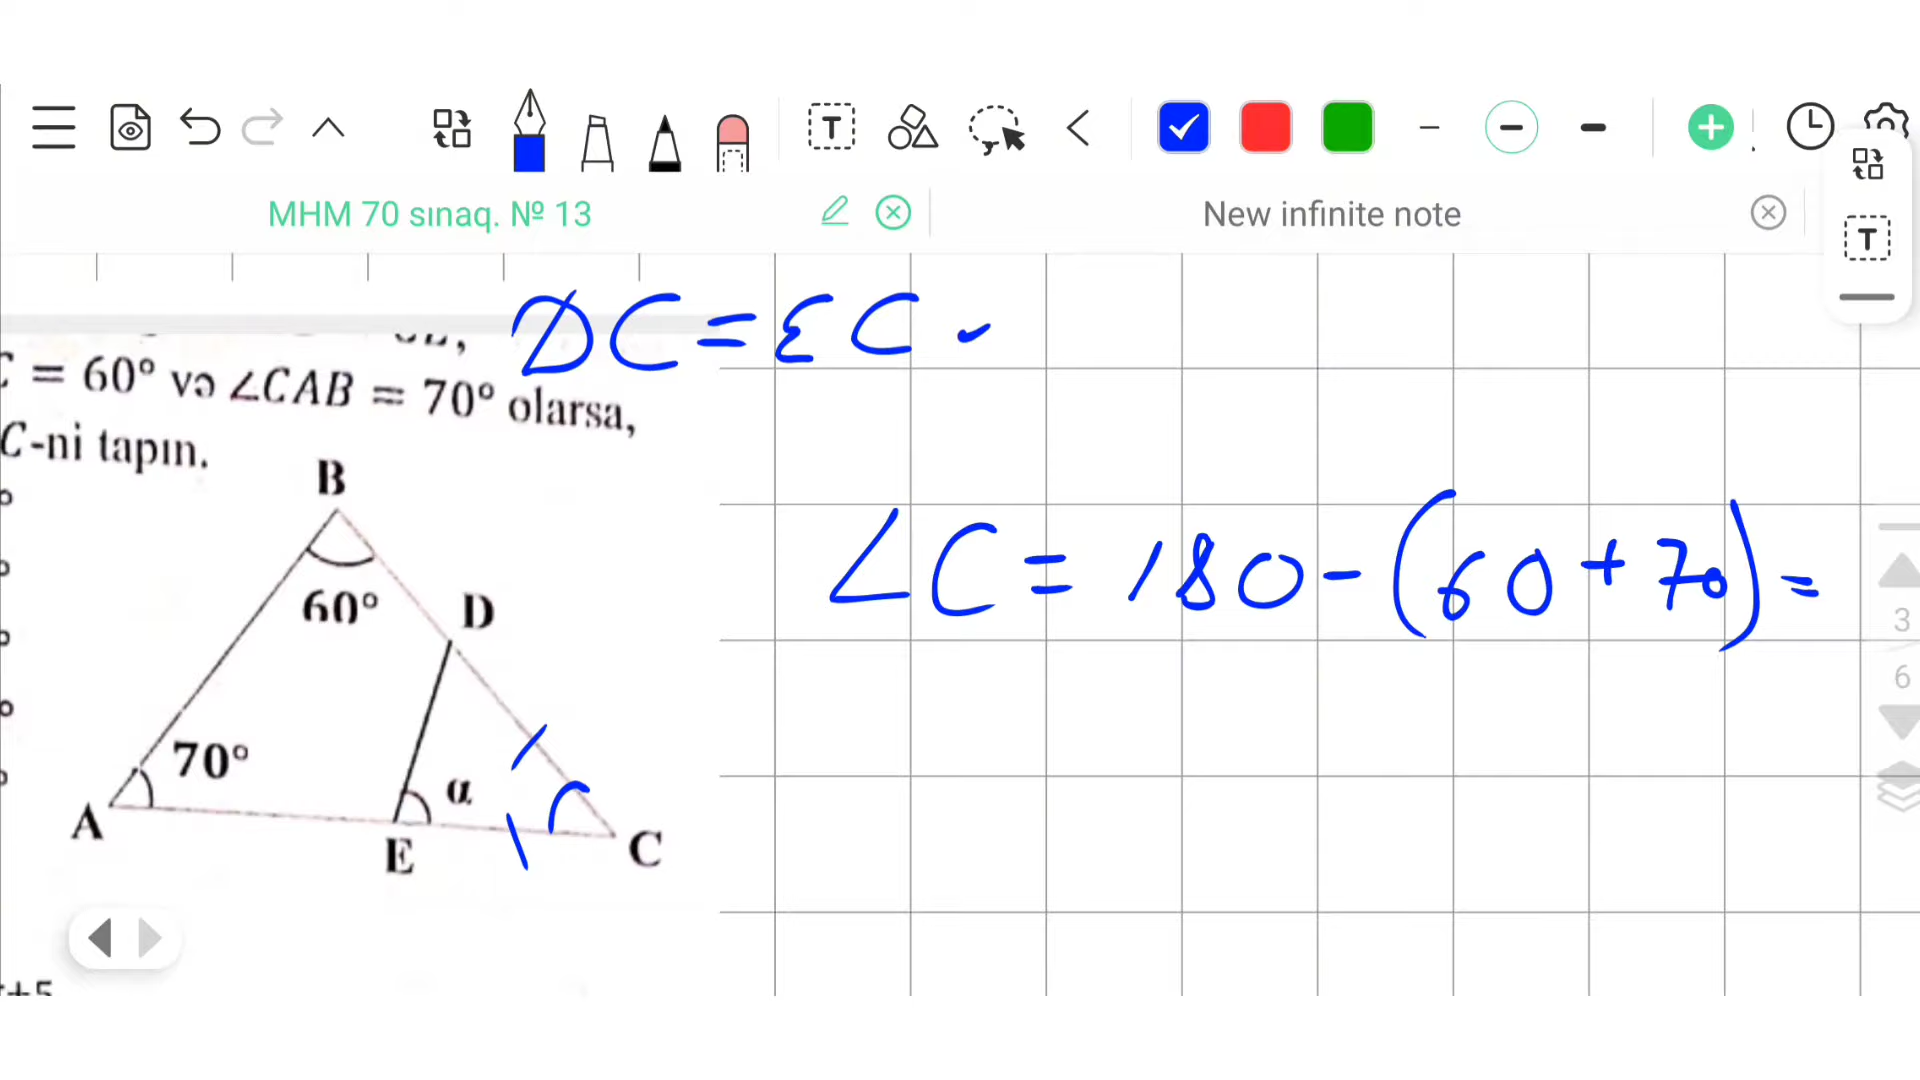 T
MHM 70 sınaq. № 13
New infinite note
T
DC = EC
= 60° və ∠CAB = 70° olarsa,
C-ni tapın.
B
60°
D
∠C = 180 - (60 + 70) =
3
6
70°
α
A
E
C
+5